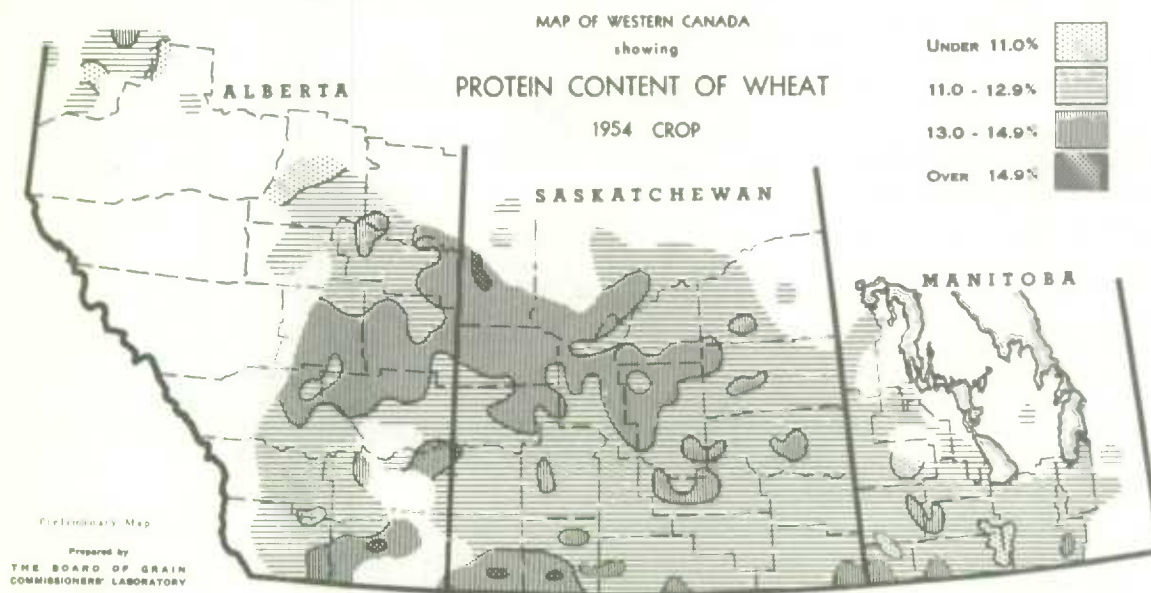 MAP OF WESTERN CANADA
showing
PROTEIN CONTENT OF WHEAT
1954 CROP
UNDER 11.0%
11.0 - 12.9%
13.0 - 14.9%
OVER 14.9%
ALBERTA
SASKATCHEWAN
MANITOBA
Preliminary Map
Prepared by
THE BOARD OF GRAIN
COMMISSIONERS' LABORATORY